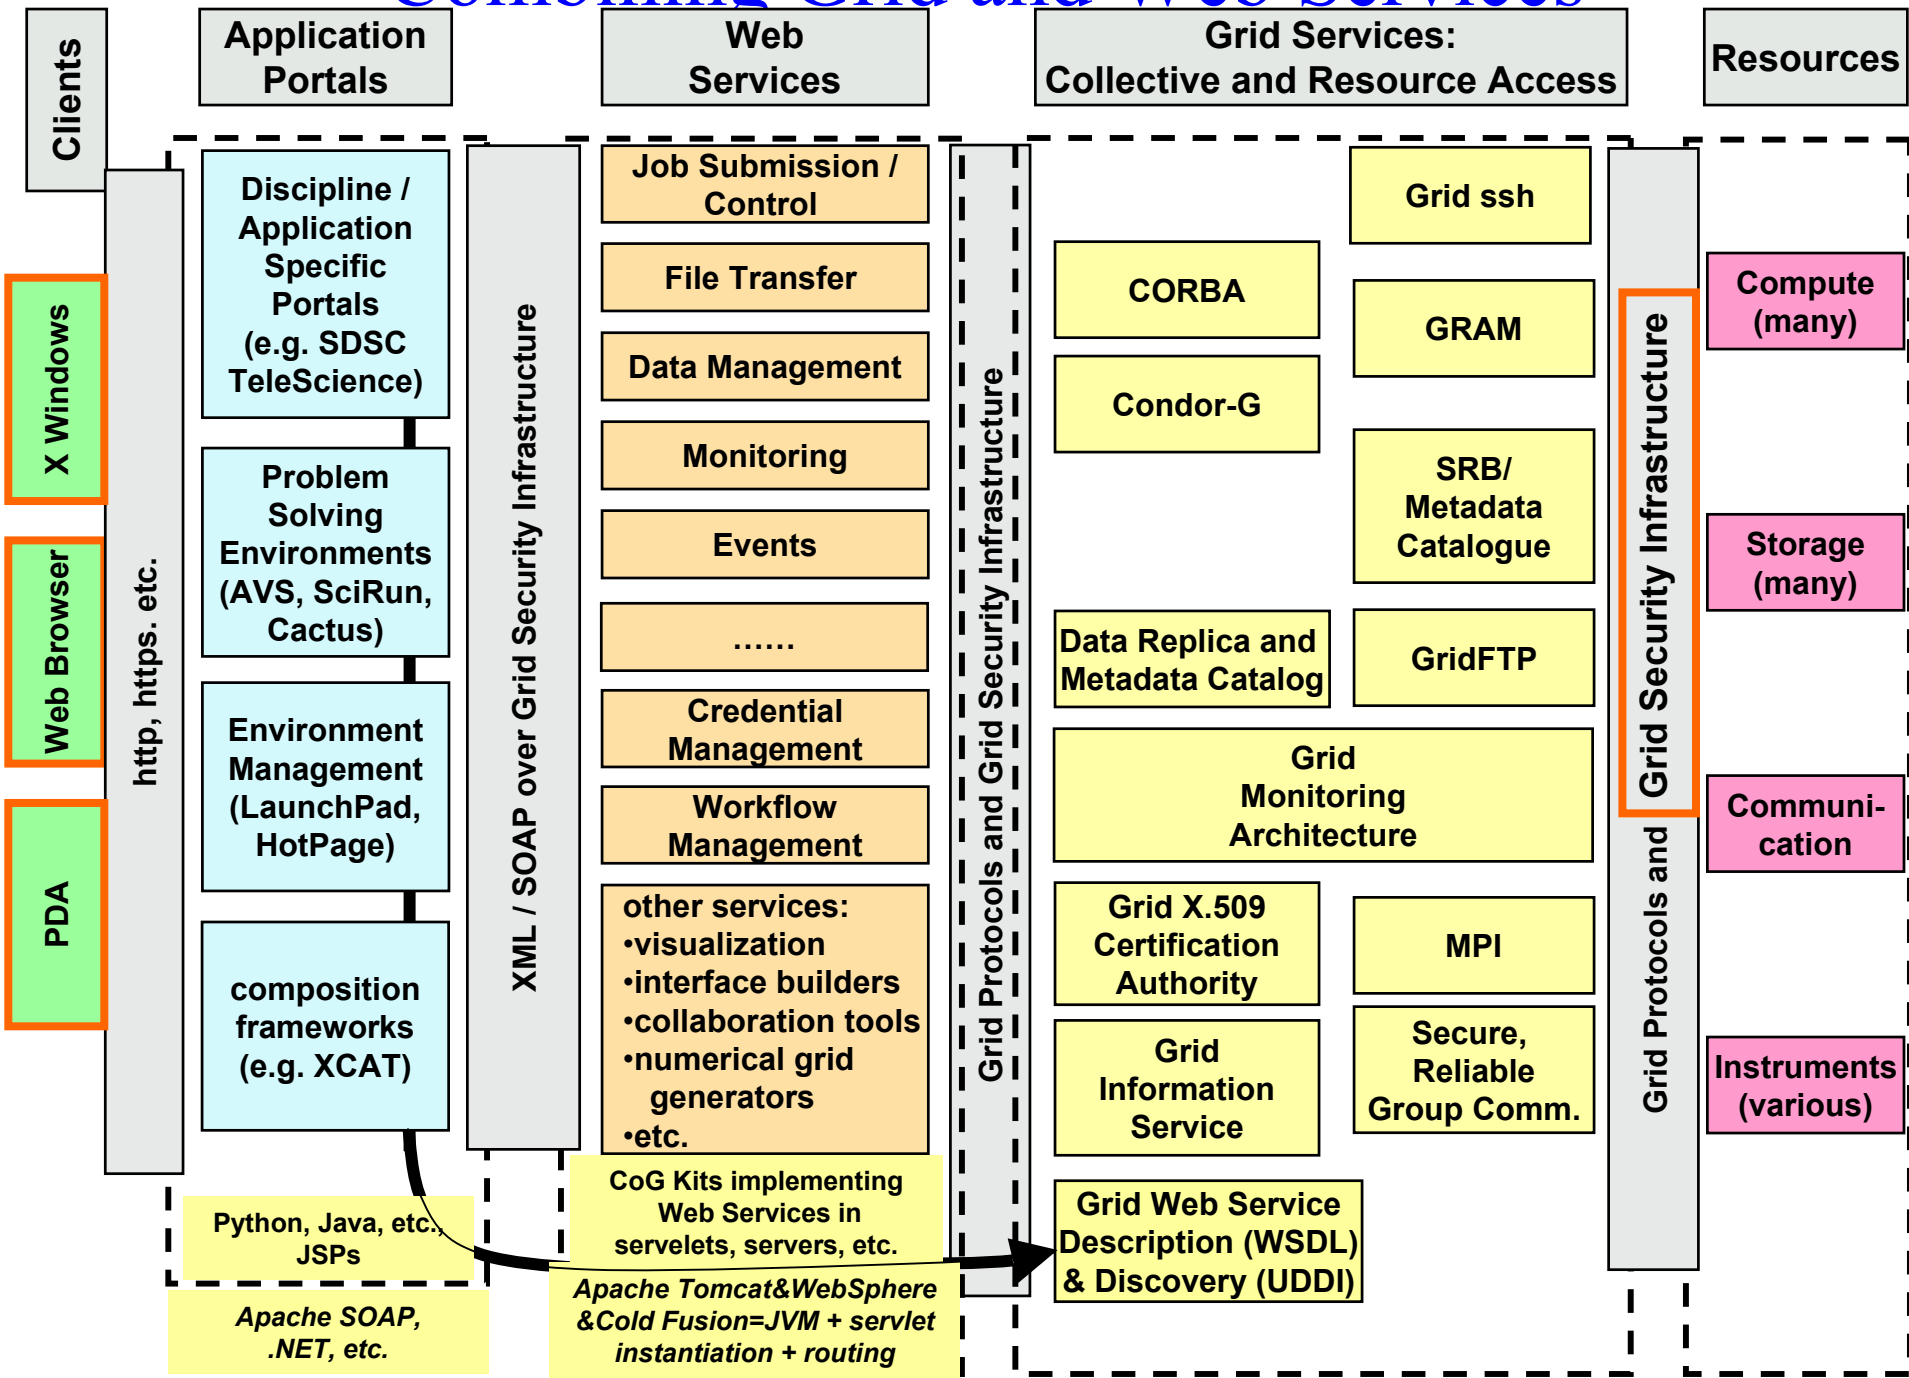 Combining Grid and Web Services
Clients
Application
Portals
Web
Services
Grid Services:
Collective and Resource Access
Resources
X Windows
Web Browser
PDA
http, https. etc.
Discipline /
Application
Specific
Portals
(e.g. SDSC
TeleScience)
Problem
Solving
Environments
(AVS, SciRun,
Cactus)
Environment
Management
(LaunchPad,
HotPage)
composition
frameworks
(e.g. XCAT)
Python, Java, etc.,
JSPs
Apache SOAP,
.NET, etc.
XML / SOAP over Grid Security Infrastructure
Job Submission /
Control
File Transfer
Data Management
Monitoring
Events
……
Credential
Management
Workflow
Management
other services:
•visualization
•interface builders
•collaboration tools
•numerical grid
generators
•etc.
CoG Kits implementing
Web Services in
servelets, servers, etc.
Apache Tomcat&WebSphere
&Cold Fusion=JVM + servlet
instantiation + routing
Grid Protocols and Grid Security Infrastructure
Grid ssh
CORBA
GRAM
Condor-G
SRB/
Metadata
Catalogue
Data Replica and
Metadata Catalog
GridFTP
Grid
Monitoring
Architecture
Grid X.509
Certification
Authority
MPI
Grid
Information
Service
Secure,
Reliable
Group Comm.
Grid Web Service
Description (WSDL)
& Discovery (UDDI)
Grid Protocols and Grid Security Infrastructure
Compute
(many)
Storage
(many)
Communi-
cation
Instruments
(various)